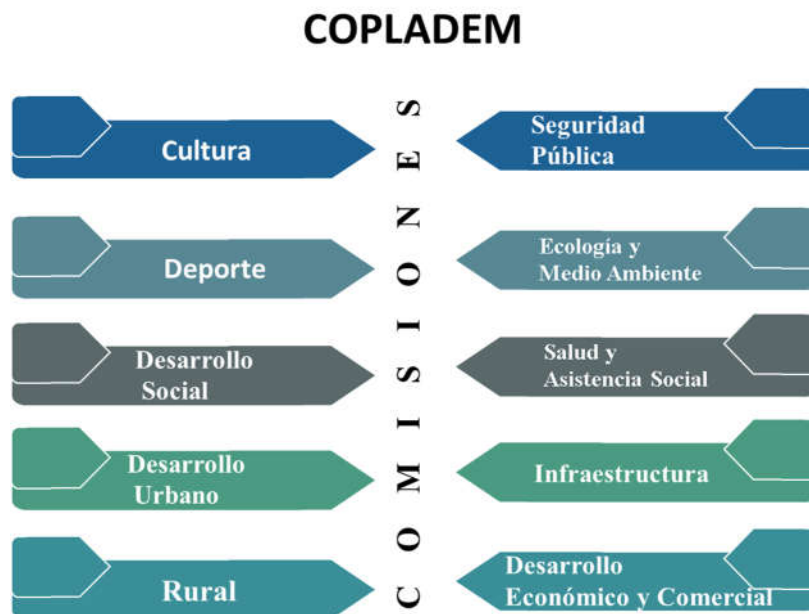 COPLADEM
Cultura
Deporte
Desarrollo
Social
Desarrollo
Urbano
Rural
COMISIONES
Seguridad
Pública
Ecología y
Medio Ambiente
Salud y
Asistencia Social
Infraestructura
Desarrollo
Económico y Comercial